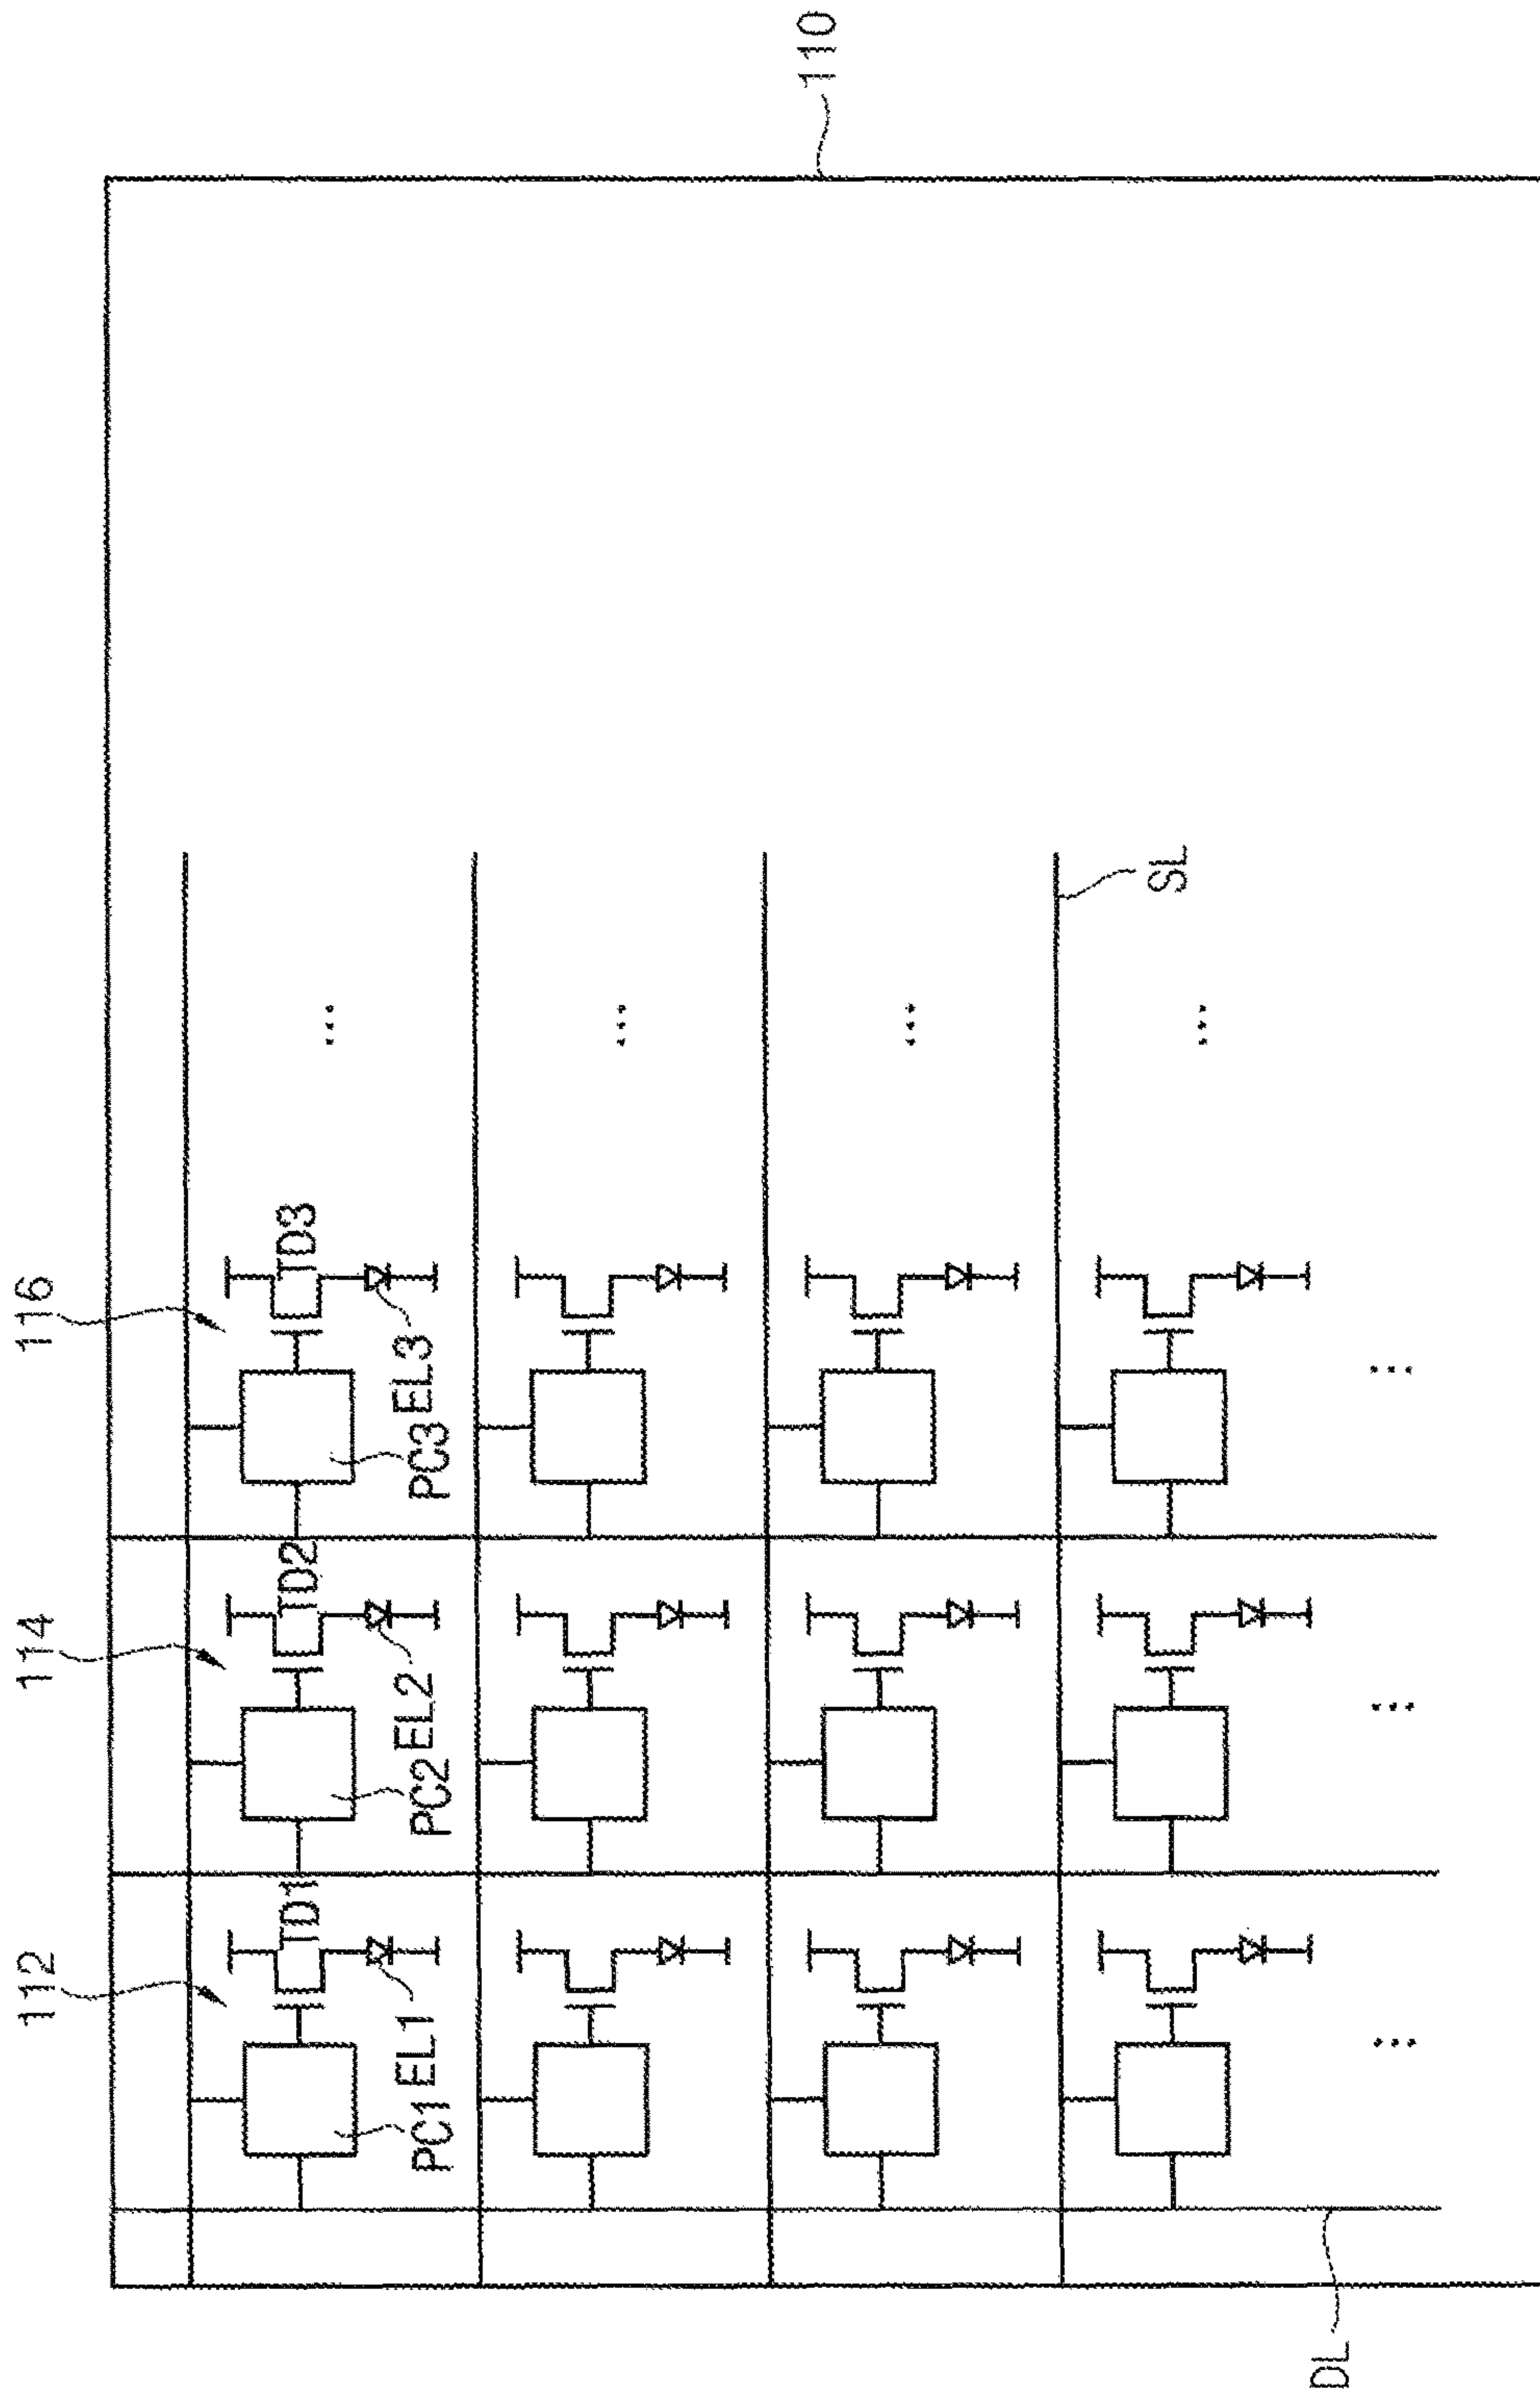 112
114
116
110
TD1
TD2
TD3
EL1
EL2
EL3
PC1
PC2
PC3
...
...
...
SL
...
...
...
...
DL